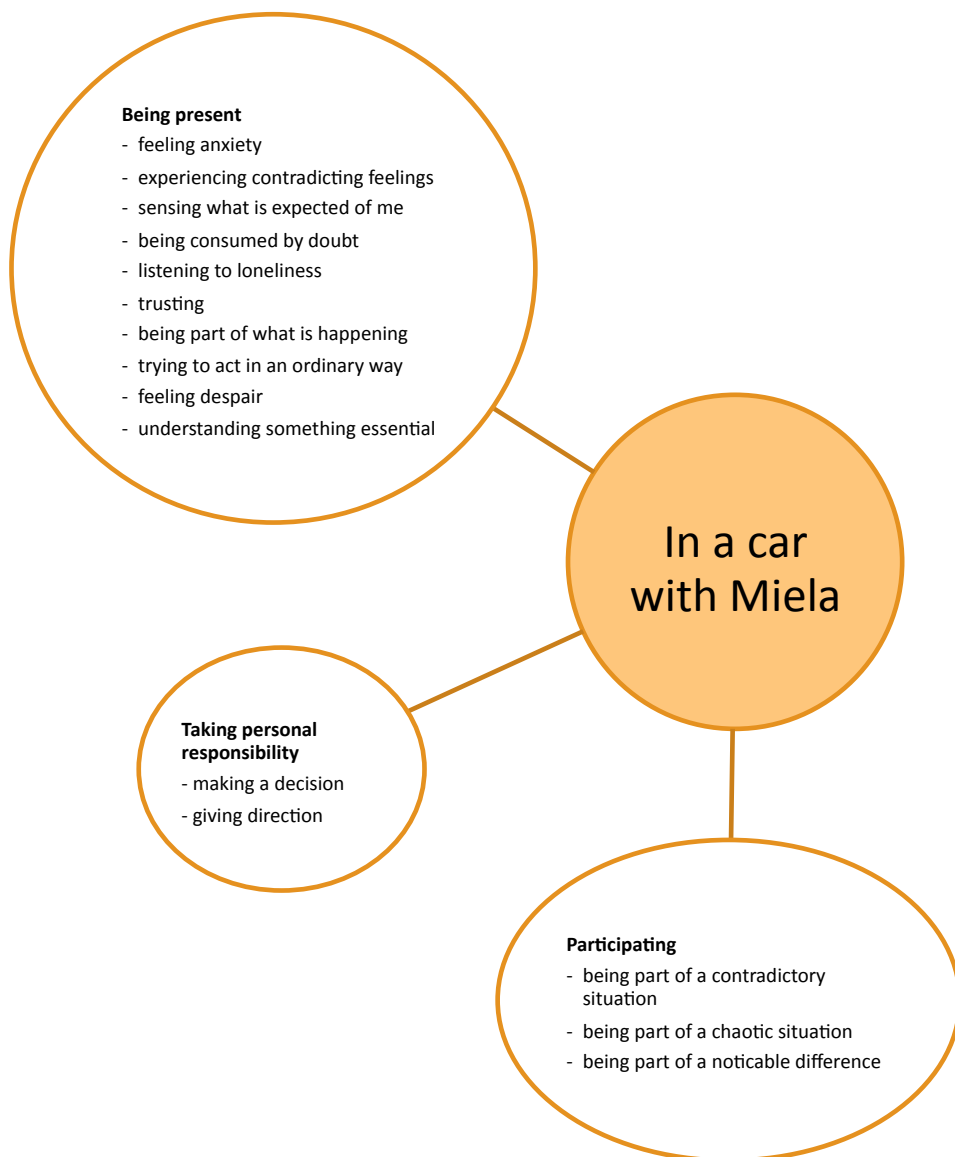 Being present
- feeling anxiety
- experiencing contradicting feelings
- sensing what is expected of me
- being consumed by doubt
- listening to loneliness
- trusting
- being part of what is happening
- trying to act in an ordinary way
- feeling despair
- understanding something essential
In a car
with Miela
Taking personal
responsibility
- making a decision
- giving direction
Participating
- being part of a contradictory
situation
- being part of a chaotic situation
- being part of a noticable difference